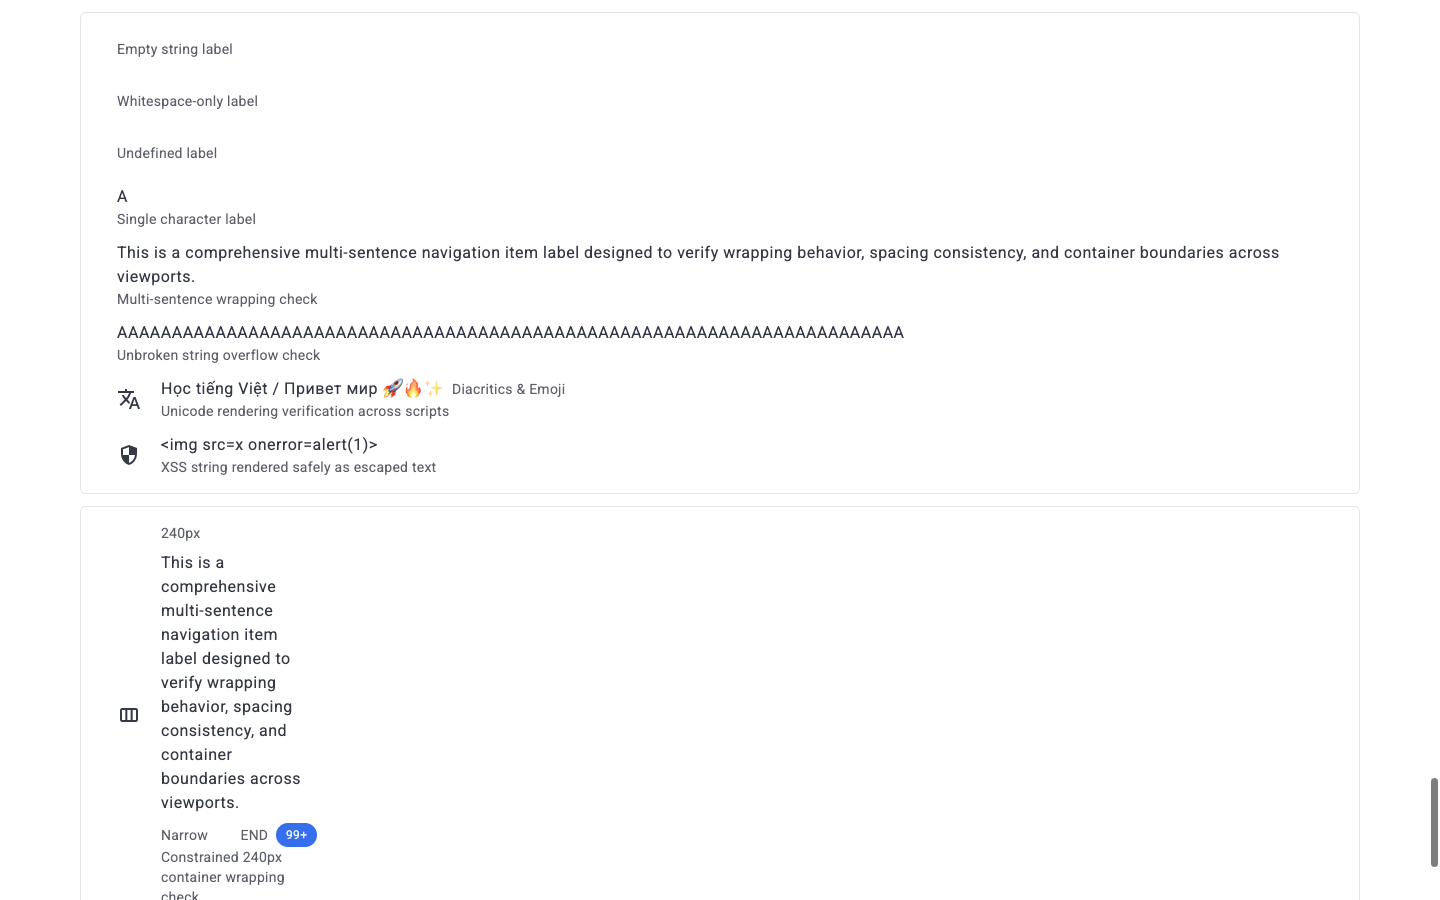 Empty string label
Whitespace-only label
Undefined label
A
Single character label
This is a comprehensive multi-sentence navigation item label designed to verify wrapping behavior, spacing consistency, and container boundaries across
viewports.
Multi-sentence wrapping check
AAAAAAAAAAAAAAAAAAAAAAAAAAAAAAAAAAAAAAAAAAAAAAAAAAAAAAAAAAAAAAAAAAAAAAAA
Unbroken string overflow check
Học tiếng Việt / Привет мир 🚀🔥✨ Diacritics & Emoji
Unicode rendering verification across scripts
<img src=x onerror=alert(1)>
XSS string rendered safely as escaped text
240px
This is a
comprehensive
multi-sentence
navigation item
label designed to
verify wrapping
behavior, spacing
consistency, and
container
boundaries across
viewports.
Narrow END 99+
Constrained 240px
container wrapping
check